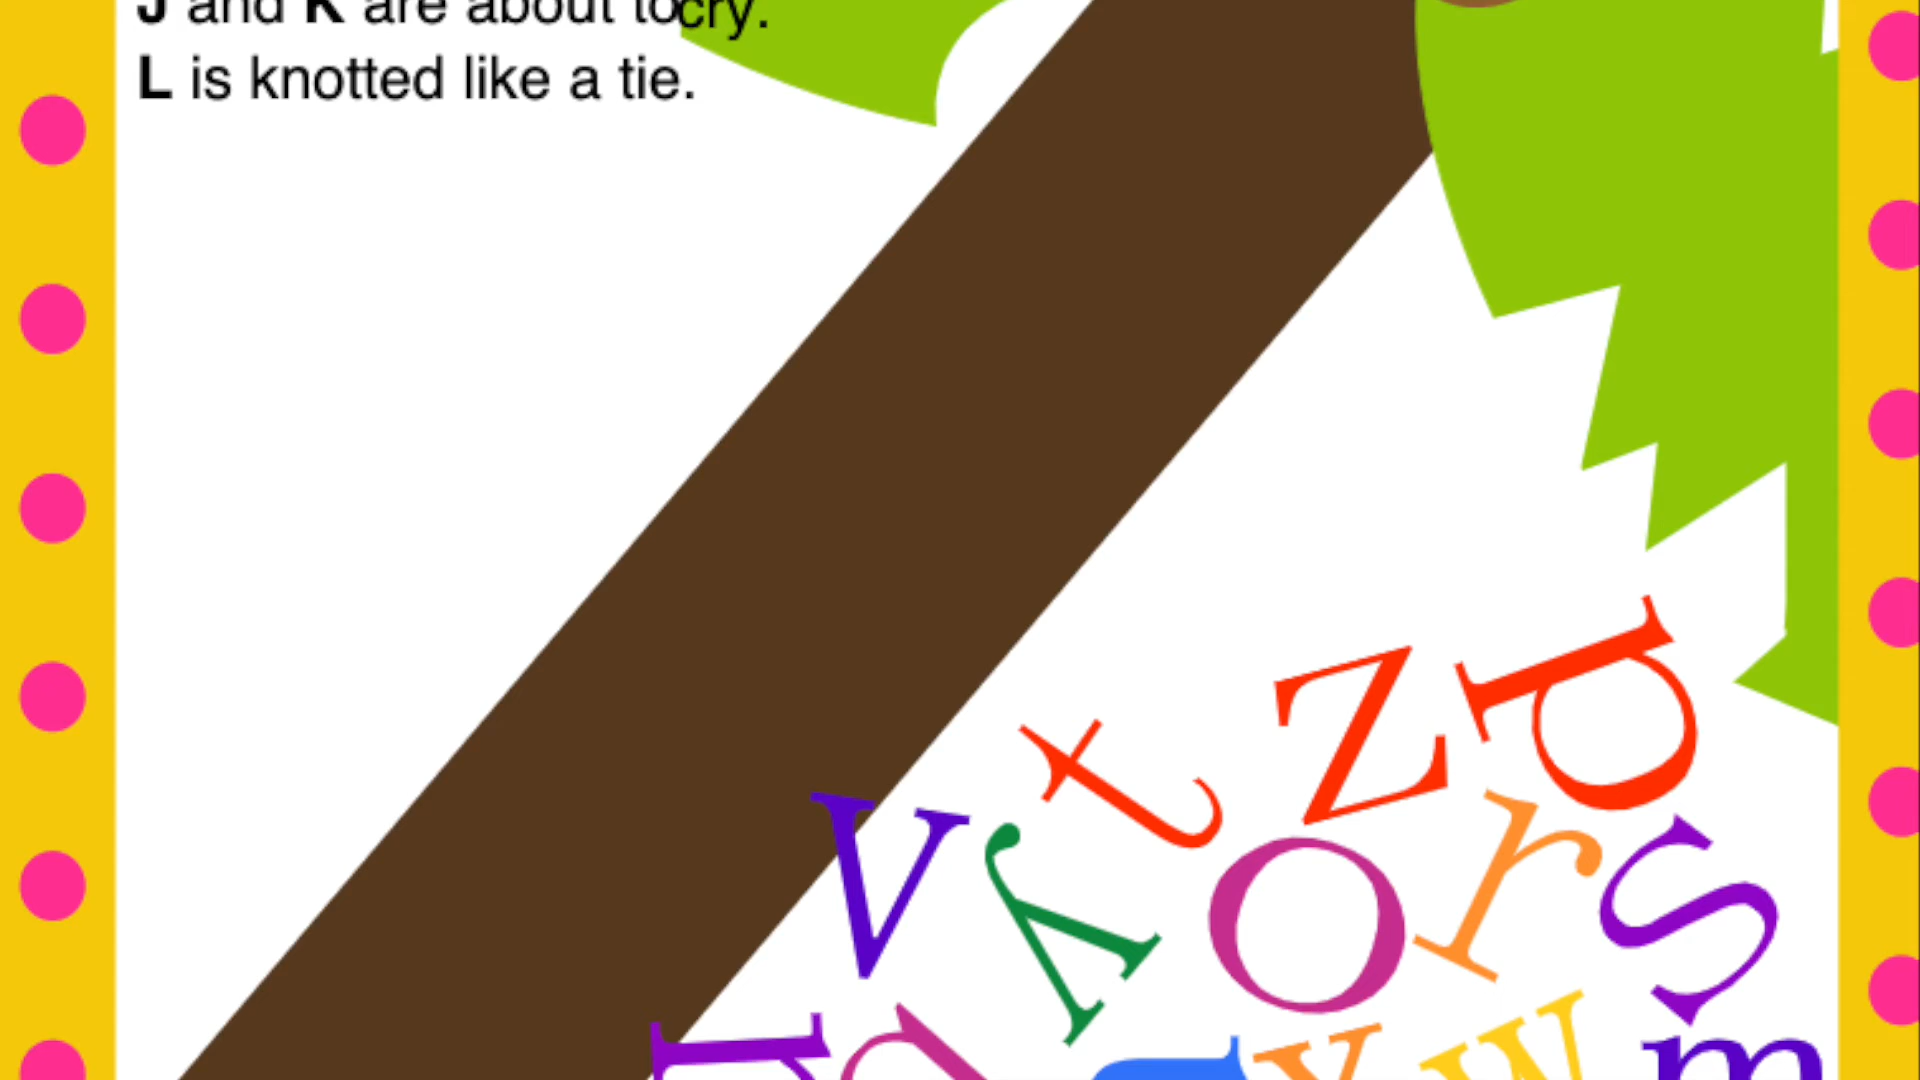 J and K are about to cry.
L is knotted like a tie.
z p
t
v y o r s
x w m